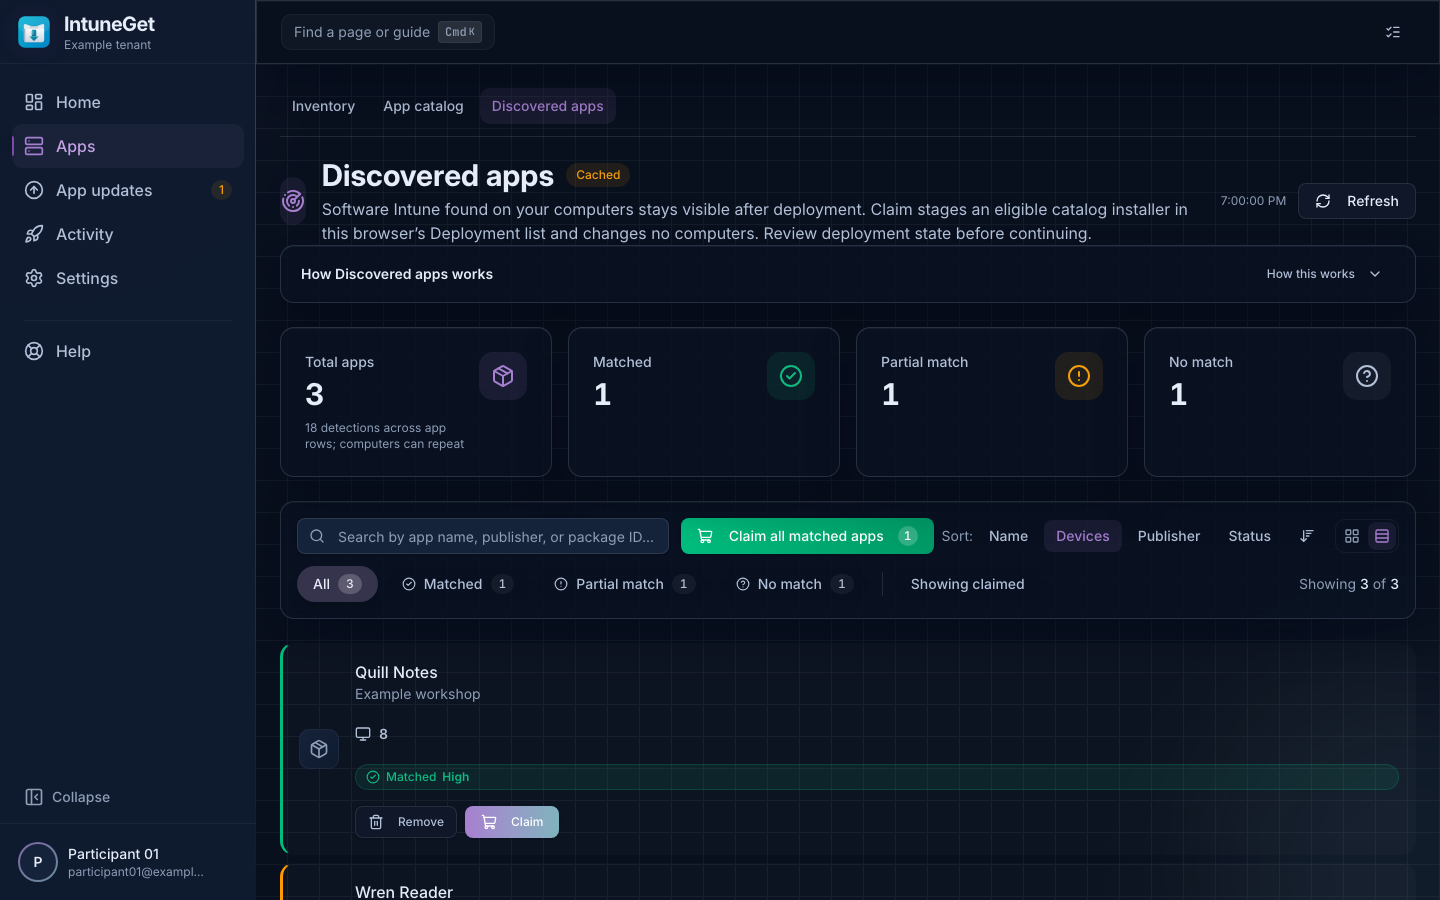 IntuneGet
Example tenant
Find a page or guide Cmd K
Home
Apps
App updates 1
Activity
Settings
Help
Collapse
P
Participant 01
participant01@exampl...
Inventory App catalog Discovered apps
Discovered apps Cached
Software Intune found on your computers stays visible after deployment. Claim stages an eligible catalog installer in
this browser’s Deployment list and changes no computers. Review deployment state before continuing.
7:00:00 PM Refresh
How Discovered apps works How this works
Total apps
3
18 detections across app
rows; computers can repeat
Matched
1
Partial match
1
No match
1
Search by app name, publisher, or package ID... Claim all matched apps 1 Sort: Name Devices Publisher Status
All 3 Matched 1 Partial match 1 No match 1 Showing claimed Showing 3 of 3
Quill Notes
Example workshop
8
Matched High
Remove Claim
Wren Reader